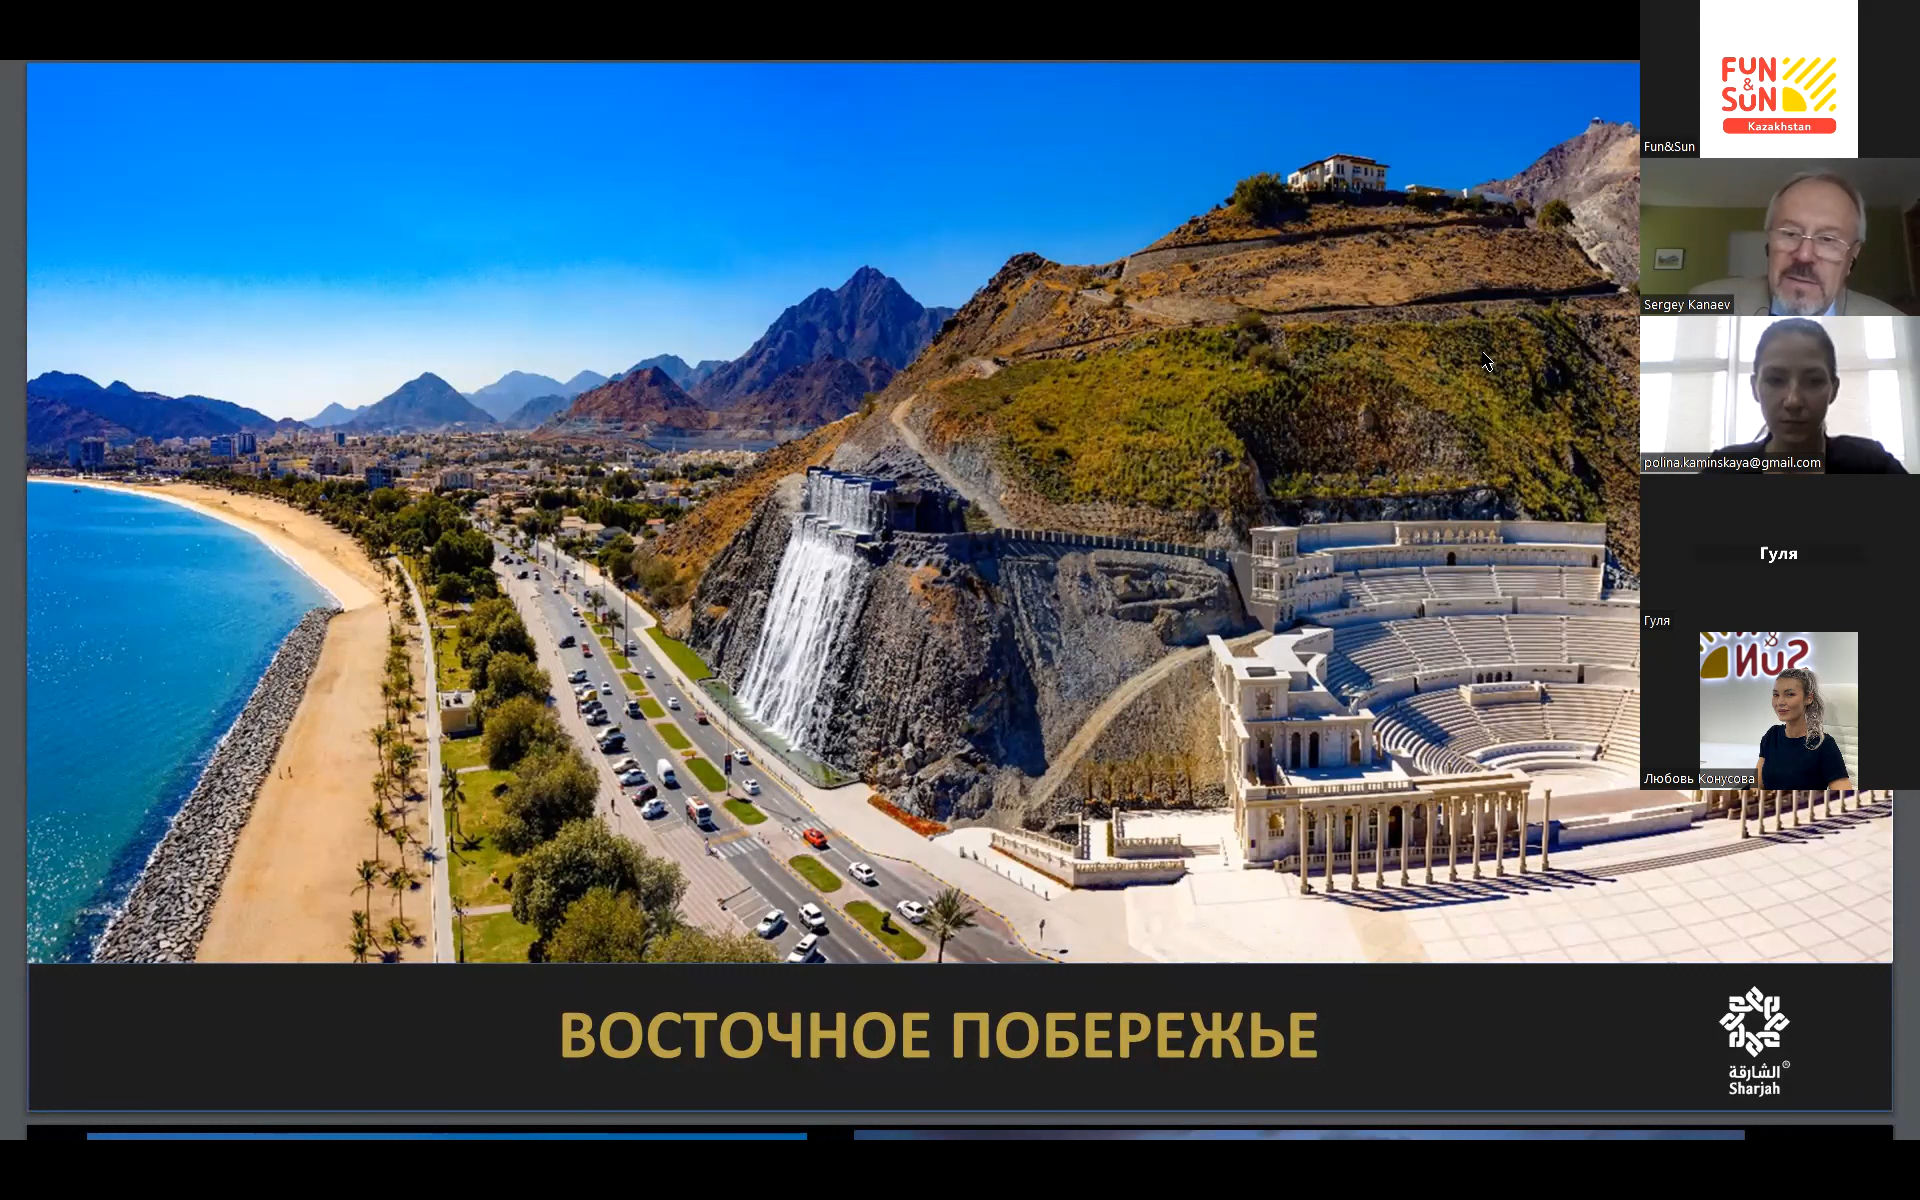 FUN
&
SUN
Kazakhstan
Fun&Sun
Sergey Kanaev
polina.kaminskaya@gmail.com
Гуля
Гуля
&
SUN
Любовь Конусова
ВОСТОЧНОЕ ПОБЕРЕЖЬЕ
الشارقة
Sharjah
®